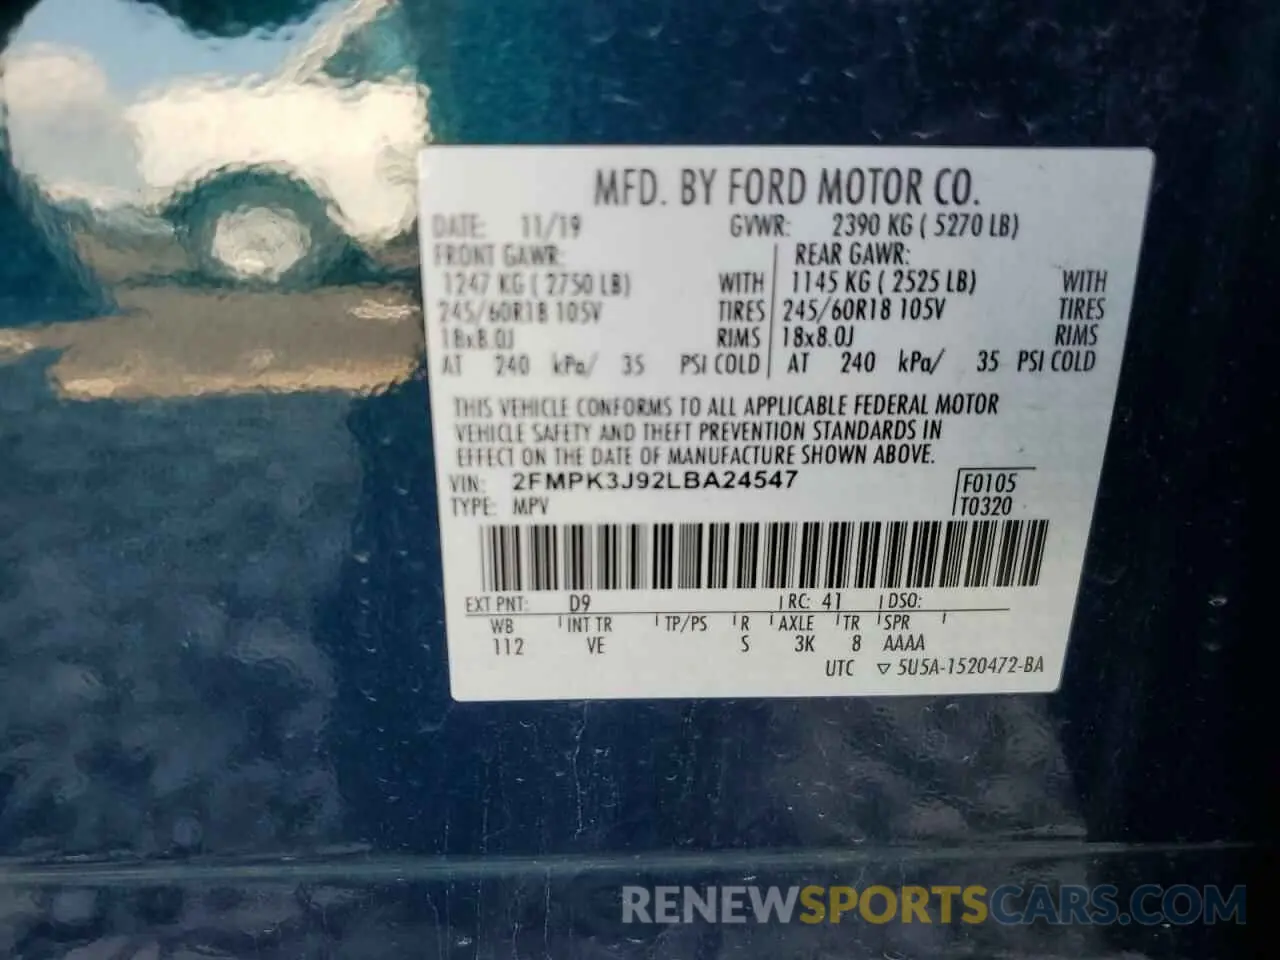 MFD. BY FORD MOTOR CO.
DATE: 11/19 GVWR: 2390 KG ( 5270 LB)
FRONT GAWR: REAR GAWR:
1247 KG ( 2750 LB) WITH 1145 KG ( 2525 LB) WITH
245/60R18 105V TIRES 245/60R18 105V TIRES
18x8.0J RIMS 18x8.0J RIMS
AT 240 kPa/ 35 PSI COLD AT 240 kPa/ 35 PSI COLD
THIS VEHICLE CONFORMS TO ALL APPLICABLE FEDERAL MOTOR
VEHICLE SAFETY AND THEFT PREVENTION STANDARDS IN
EFFECT ON THE DATE OF MANUFACTURE SHOWN ABOVE.
VIN: 2FMPK3J92LBA24547 F0105
TYPE: MPV T0320
EXT PNT: D9 RC: 41 DSO:
WB INT TR TP/PS R AXLE TR SPR
112 VE S 3K 8 AAAA
UTC ▽ 5U5A-1520472-BA
RENEWSPORTSCARS.COM